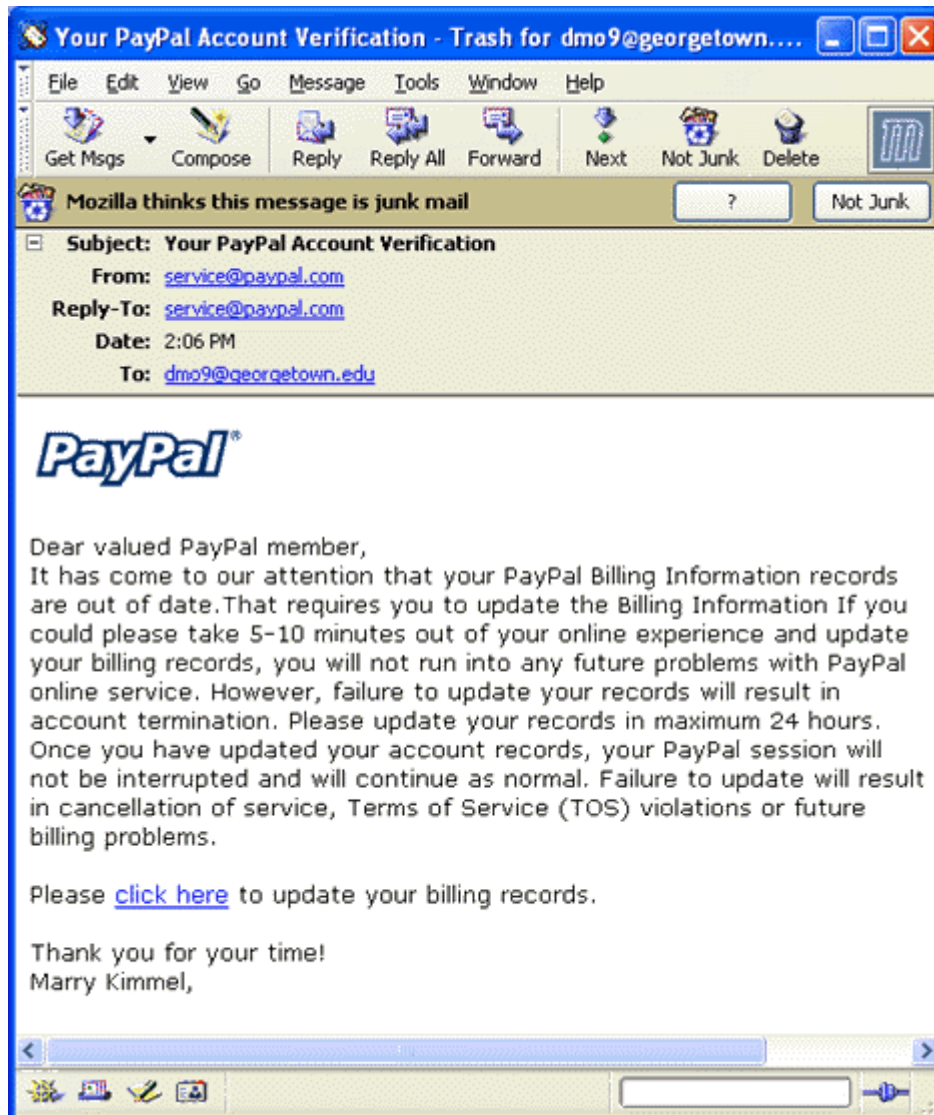 Your PayPal Account Verification - Trash for dmo9@georgetown....
File Edit View Go Message Tools Window Help
Get Msgs Compose Reply Reply All Forward Next Not Junk Delete
Mozilla thinks this message is junk mail ? Not Junk
Subject: Your PayPal Account Verification
From: service@paypal.com
Reply-To: service@paypal.com
Date: 2:06 PM
To: dmo9@georgetown.edu
PayPal®
Dear valued PayPal member,
It has come to our attention that your PayPal Billing Information records
are out of date.That requires you to update the Billing Information If you
could please take 5-10 minutes out of your online experience and update
your billing records, you will not run into any future problems with PayPal
online service. However, failure to update your records will result in
account termination. Please update your records in maximum 24 hours.
Once you have updated your account records, your PayPal session will
not be interrupted and will continue as normal. Failure to update will result
in cancellation of service, Terms of Service (TOS) violations or future
billing problems.
Please click here to update your billing records.
Thank you for your time!
Marry Kimmel,